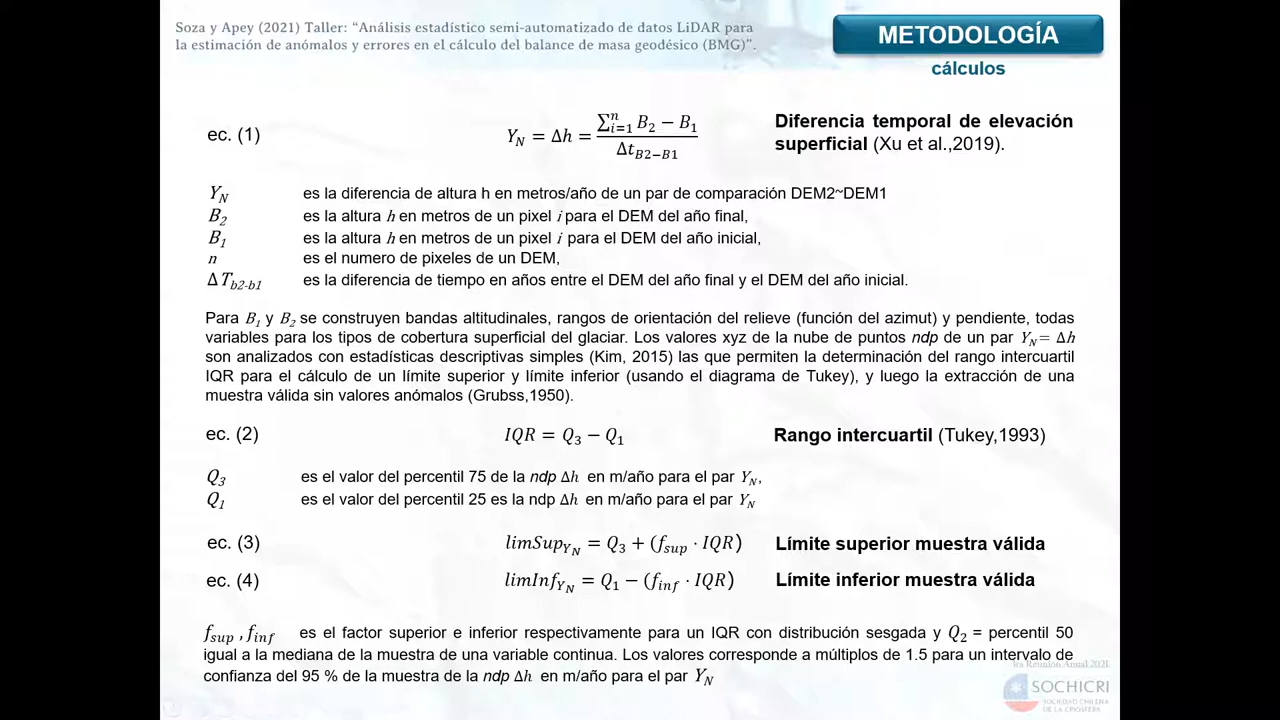 Soza y Apey (2021) Taller: “Análisis estadístico semi-automatizado de datos LiDAR para
la estimación de anómalos y errores en el cálculo del balance de masa geodésico (BMG)”.
METODOLOGÍA
cálculos
ec. (1)
Y_N = Δh = (∑_{i=1}^{n} B_2 − B_1) / Δt_{B2−B1}
Diferencia temporal de elevación
superficial (Xu et al.,2019).
Y_N es la diferencia de altura h en metros/año de un par de comparación DEM2~DEM1
B_2 es la altura h en metros de un pixel i para el DEM del año final,
B_1 es la altura h en metros de un pixel i para el DEM del año inicial,
n es el numero de pixeles de un DEM,
ΔT_{b2-b1} es la diferencia de tiempo en años entre el DEM del año final y el DEM del año inicial.
Para B_1 y B_2 se construyen bandas altitudinales, rangos de orientación del relieve (función del azimut) y pendiente, todas
variables para los tipos de cobertura superficial del glaciar. Los valores xyz de la nube de puntos ndp de un par Y_N = Δh
son analizados con estadísticas descriptivas simples (Kim, 2015) las que permiten la determinación del rango intercuartil
IQR para el cálculo de un límite superior y límite inferior (usando el diagrama de Tukey), y luego la extracción de una
muestra válida sin valores anómalos (Grubss,1950).
ec. (2) IQR = Q_3 − Q_1 Rango intercuartil (Tukey,1993)
Q_3 es el valor del percentil 75 de la ndp Δh en m/año para el par Y_N,
Q_1 es el valor del percentil 25 es la ndp Δh en m/año para el par Y_N
ec. (3) limSup_{Y_N} = Q_3 + (f_sup · IQR) Límite superior muestra válida
ec. (4) limInf_{Y_N} = Q_1 − (f_inf · IQR) Límite inferior muestra válida
f_sup , f_inf es el factor superior e inferior respectivamente para un IQR con distribución sesgada y Q_2 = percentil 50
igual a la mediana de la muestra de una variable continua. Los valores corresponde a múltiplos de 1.5 para un intervalo de
confianza del 95 % de la muestra de la ndp Δh en m/año para el par Y_N
Reunión Anual 2021
SOCHICRI
SOCIEDAD CHILENA
DE LA CRIÓSFERA